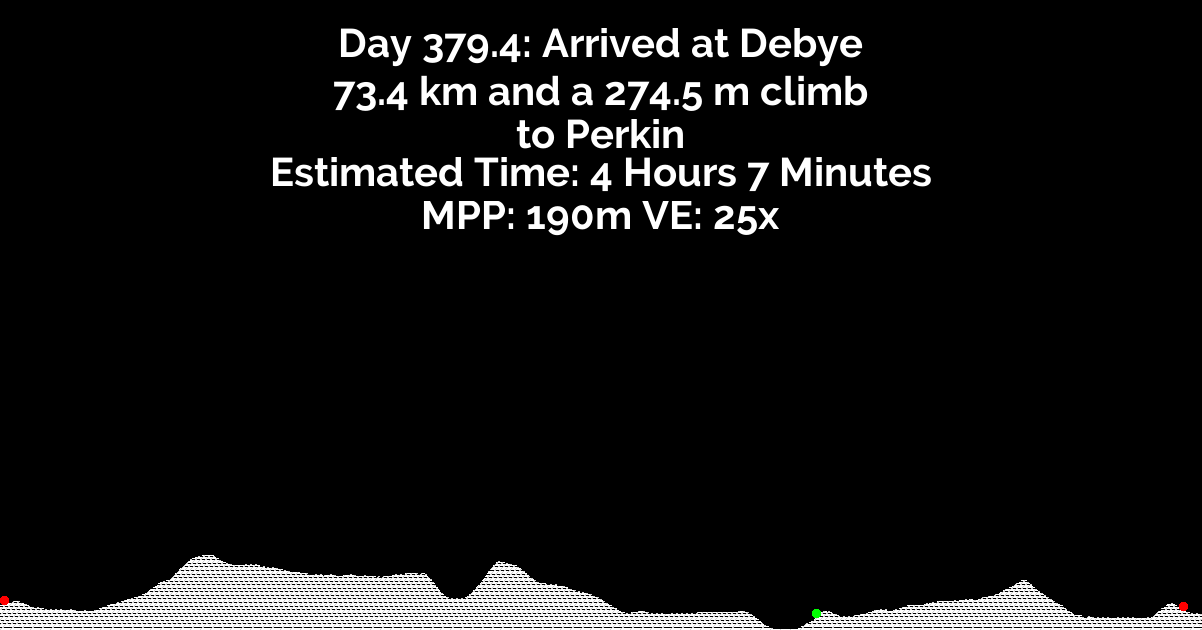 Day 379.4: Arrived at Debye
73.4 km and a 274.5 m climb
to Perkin
Estimated Time: 4 Hours 7 Minutes
MPP: 190m VE: 25x